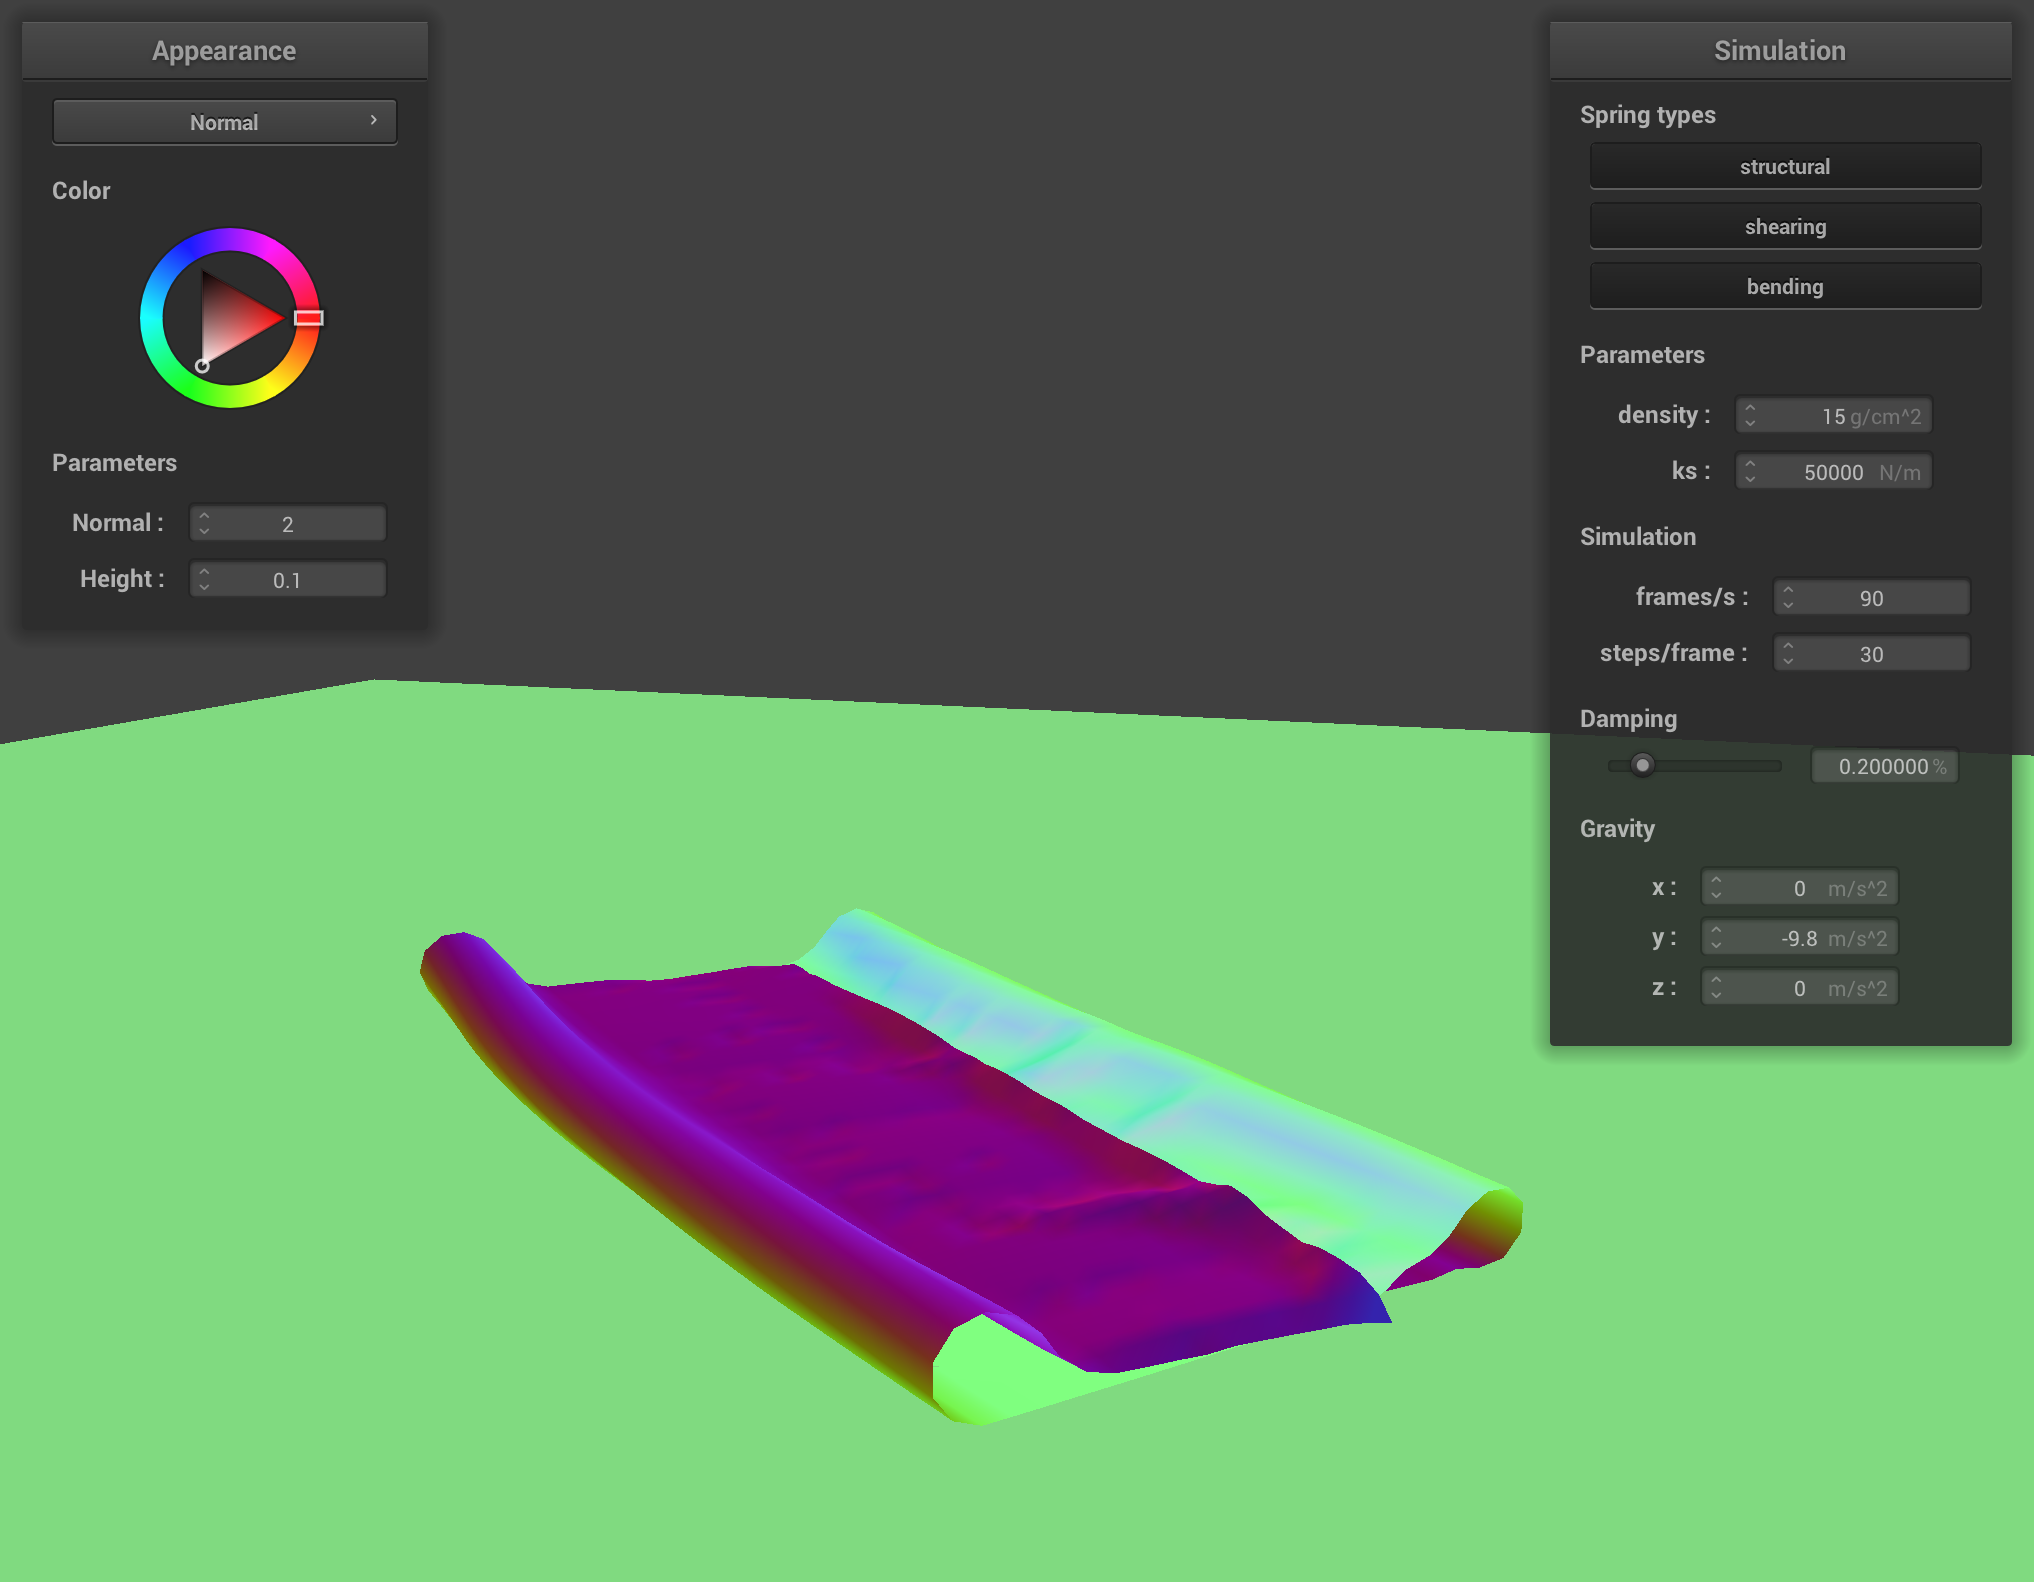 Appearance
Normal
Color
Parameters
Normal : 2
Height : 0.1
Simulation
Spring types
structural
shearing
bending
Parameters
density : 15 g/cm^2
ks : 50000 N/m
Simulation
frames/s : 90
steps/frame : 30
Damping
0.200000 %
Gravity
x : 0 m/s^2
y : -9.8 m/s^2
z : 0 m/s^2